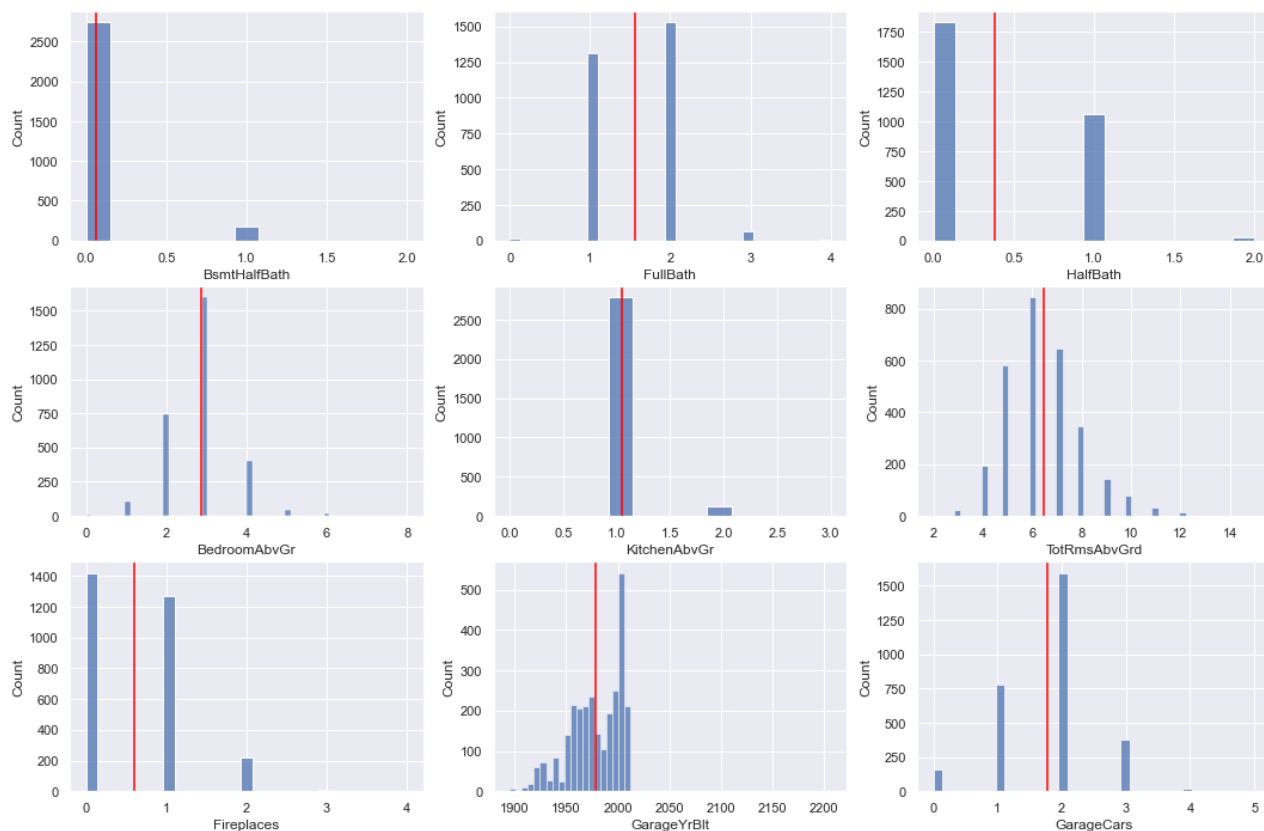 Count
2500
2000
1500
1000
500
0
0.0 0.5 1.0 1.5 2.0
BsmtHalfBath
Count
1500
1250
1000
750
500
250
0
0 1 2 3 4
FullBath
Count
1750
1500
1250
1000
750
500
250
0
0.0 0.5 1.0 1.5 2.0
HalfBath
Count
1500
1250
1000
750
500
250
0
0 2 4 6 8
BedroomAbvGr
Count
2500
2000
1500
1000
500
0
0.0 0.5 1.0 1.5 2.0 2.5 3.0
KitchenAbvGr
Count
800
600
400
200
0
2 4 6 8 10 12 14
TotRmsAbvGrd
Count
1400
1200
1000
800
600
400
200
0
0 1 2 3 4
Fireplaces
Count
500
400
300
200
100
0
1900 1950 2000 2050 2100 2150 2200
GarageYrBlt
Count
1500
1250
1000
750
500
250
0
0 1 2 3 4 5
GarageCars